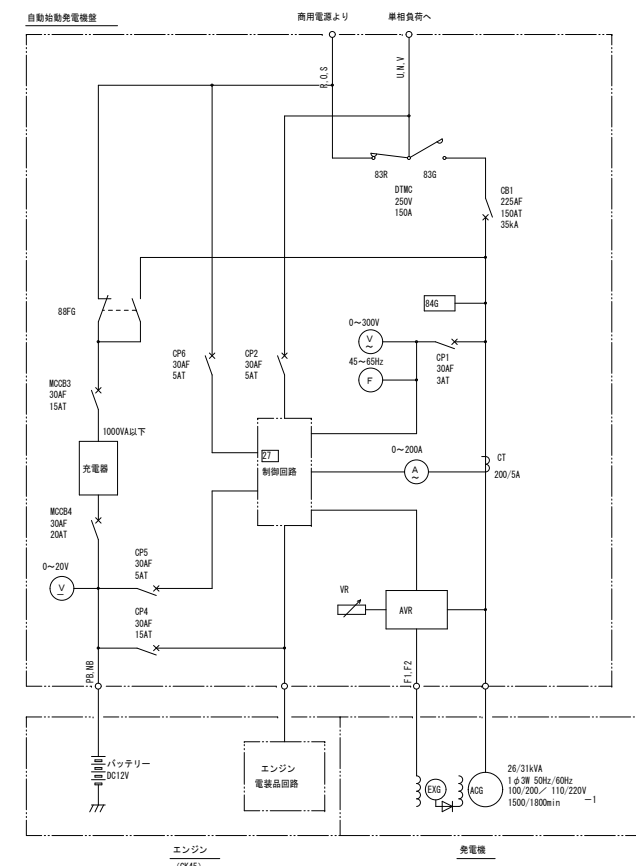 自動始動発電機盤
商用電源より
単相負荷へ
R.O.S
U.N.V
83R
83G
DTMC
250V
150A
CB1
225AF
150AT
35kA
88FG
84G
0～300V
V
~
45～65Hz
F
CP1
30AF
3AT
CP6
30AF
5AT
CP2
30AF
5AT
MCCB3
30AF
15AT
1000VA以下
充電器
27
制御回路
0～200A
A
~
CT
200/5A
MCCB4
30AF
20AT
0～20V
V
CP5
30AF
5AT
CP4
30AF
15AT
VR
AVR
PB.NB
F1.F2
バッテリー
DC12V
エンジン
電装品回路
EXG
ACG
26/31kVA
1φ3W 50Hz/60Hz
100/200／ 110/220V
1500/1800min −1
エンジン
発電機